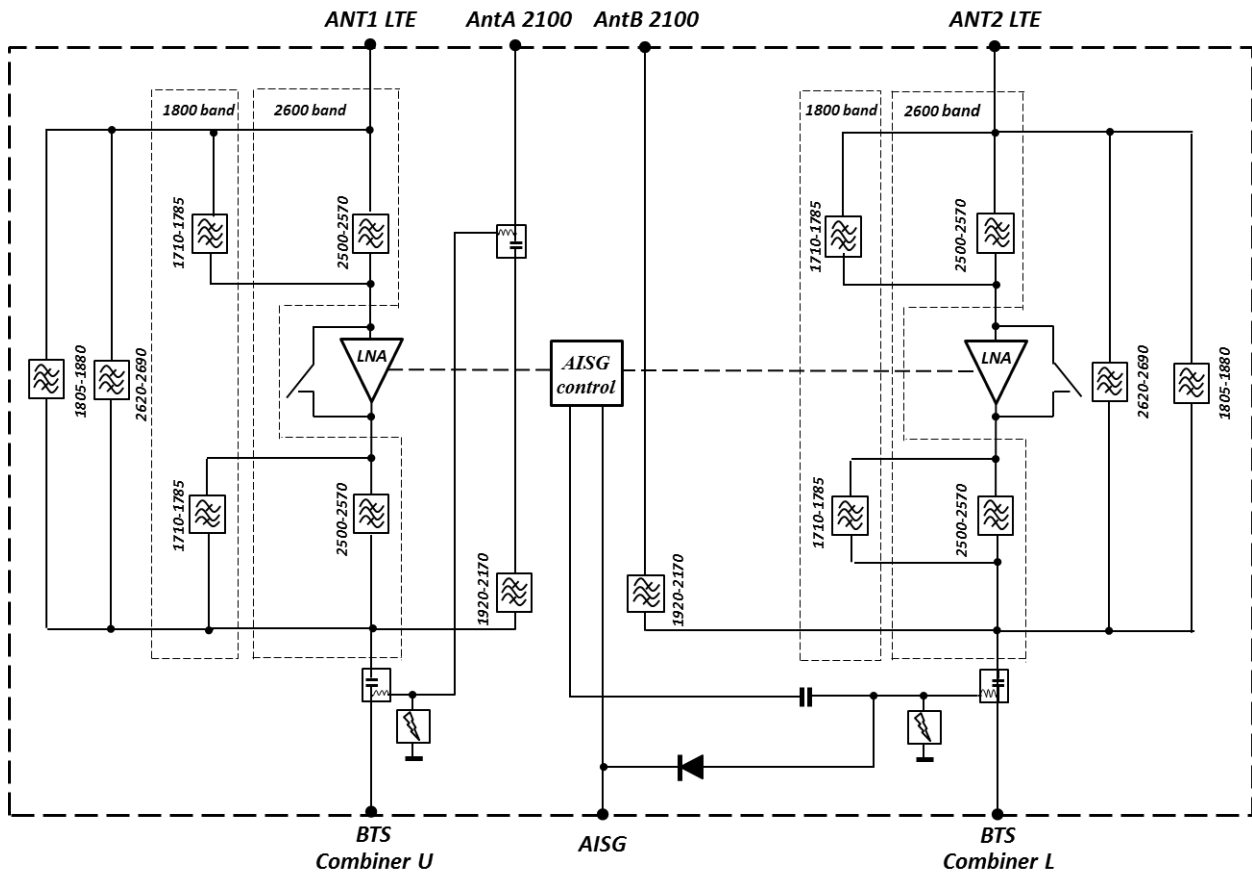 ANT1 LTE
AntA 2100
AntB 2100
ANT2 LTE
1800 band
2600 band
1800 band
2600 band
1710-1785
2500-2570
1710-1785
2500-2570
1805-1880
2620-2690
LNA
AISG
control
LNA
2620-2690
1805-1880
1710-1785
2500-2570
1920-2170
1920-2170
1710-1785
2500-2570
BTS
Combiner U
AISG
BTS
Combiner L